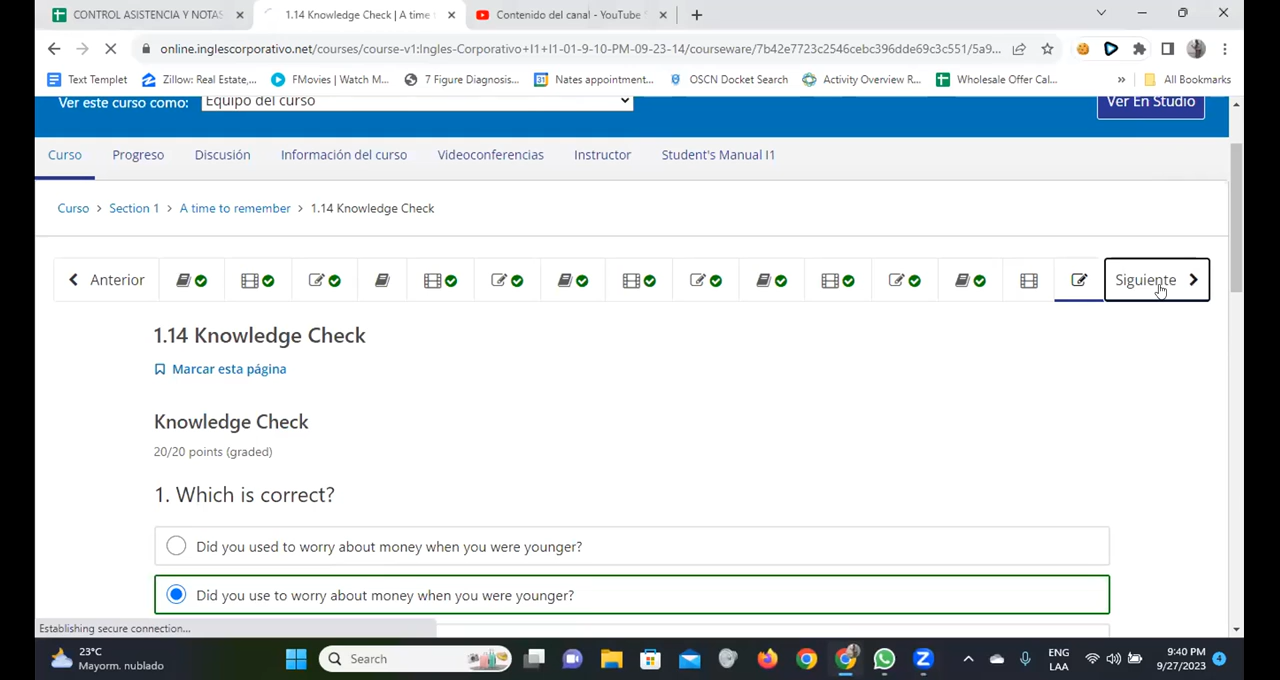 CONTROL ASISTENCIA Y NOTAS
1.14 Knowledge Check | A time
Contenido del canal - YouTube
online.inglescorporativo.net/courses/course-v1:Ingles-Corporativo+I1+I1-01-9-10-PM-09-23-14/courseware/7b42e7723c2546cebc396dde69c3c551/5a9...
Text Templet
Zillow: Real Estate,...
FMovies | Watch M...
7 Figure Diagnosis...
Nates appointment...
OSCN Docket Search
Activity Overview R...
Wholesale Offer Cal...
»
All Bookmarks
Ver este curso como:
Equipo del curso
Ver En Studio
Curso
Progreso
Discusión
Información del curso
Videoconferencias
Instructor
Student's Manual I1
Curso > Section 1 > A time to remember > 1.14 Knowledge Check
Anterior
Siguiente
1.14 Knowledge Check
Marcar esta página
Knowledge Check
20/20 points (graded)
1. Which is correct?
Did you used to worry about money when you were younger?
Did you use to worry about money when you were younger?
Establishing secure connection...
23°C
Mayorm. nublado
Search
ENG
LAA
9:40 PM
9/27/2023
4